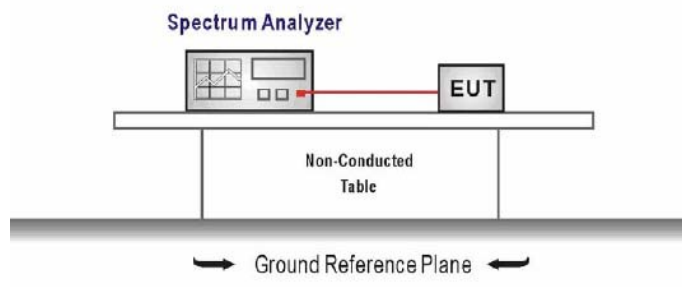 Spectrum Analyzer
EUT
Non-Conducted
Table
Ground Reference Plane